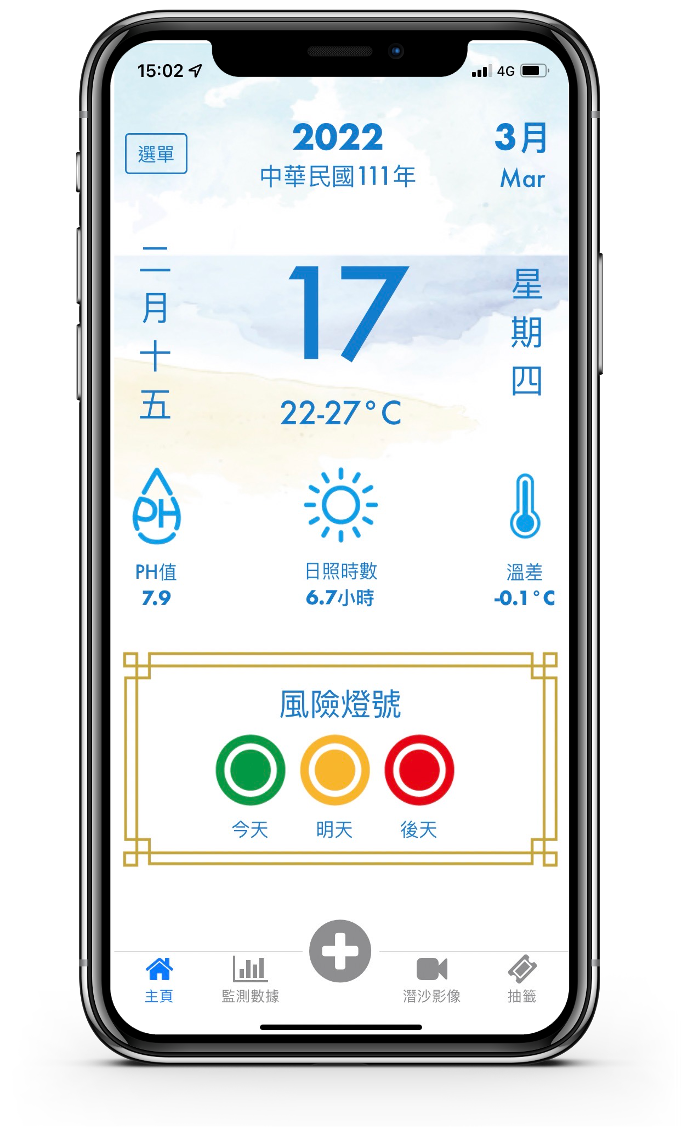 15:02
4G
選單
2022
中華民國111年
3月
Mar
二月十五
17
星期四
22-27°C
PH
PH值
7.9
日照時數
6.7小時
溫差
-0.1°C
風險燈號
今天
明天
後天
主頁
監測數據
潛沙影像
抽籤